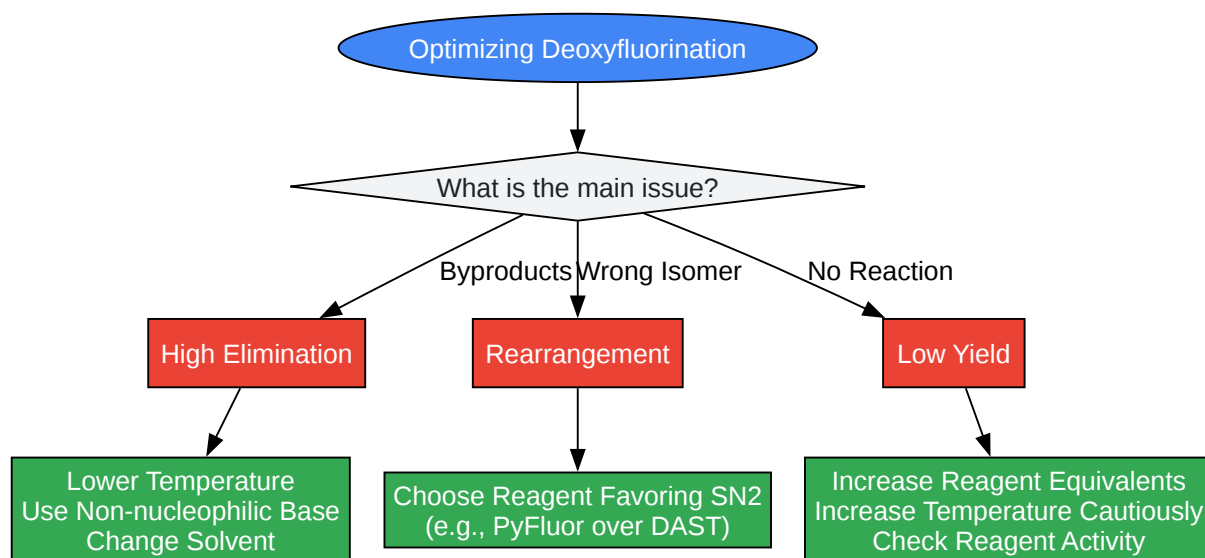 Optimizing Deoxyfluorination
What is the main issue?
Byproducts
Wrong Isomer
No Reaction
High Elimination
Rearrangement
Low Yield
Lower Temperature
Use Non-nucleophilic Base
Change Solvent
Choose Reagent Favoring SN2
(e.g., PyFluor over DAST)
Increase Reagent Equivalents
Increase Temperature Cautiously
Check Reagent Activity